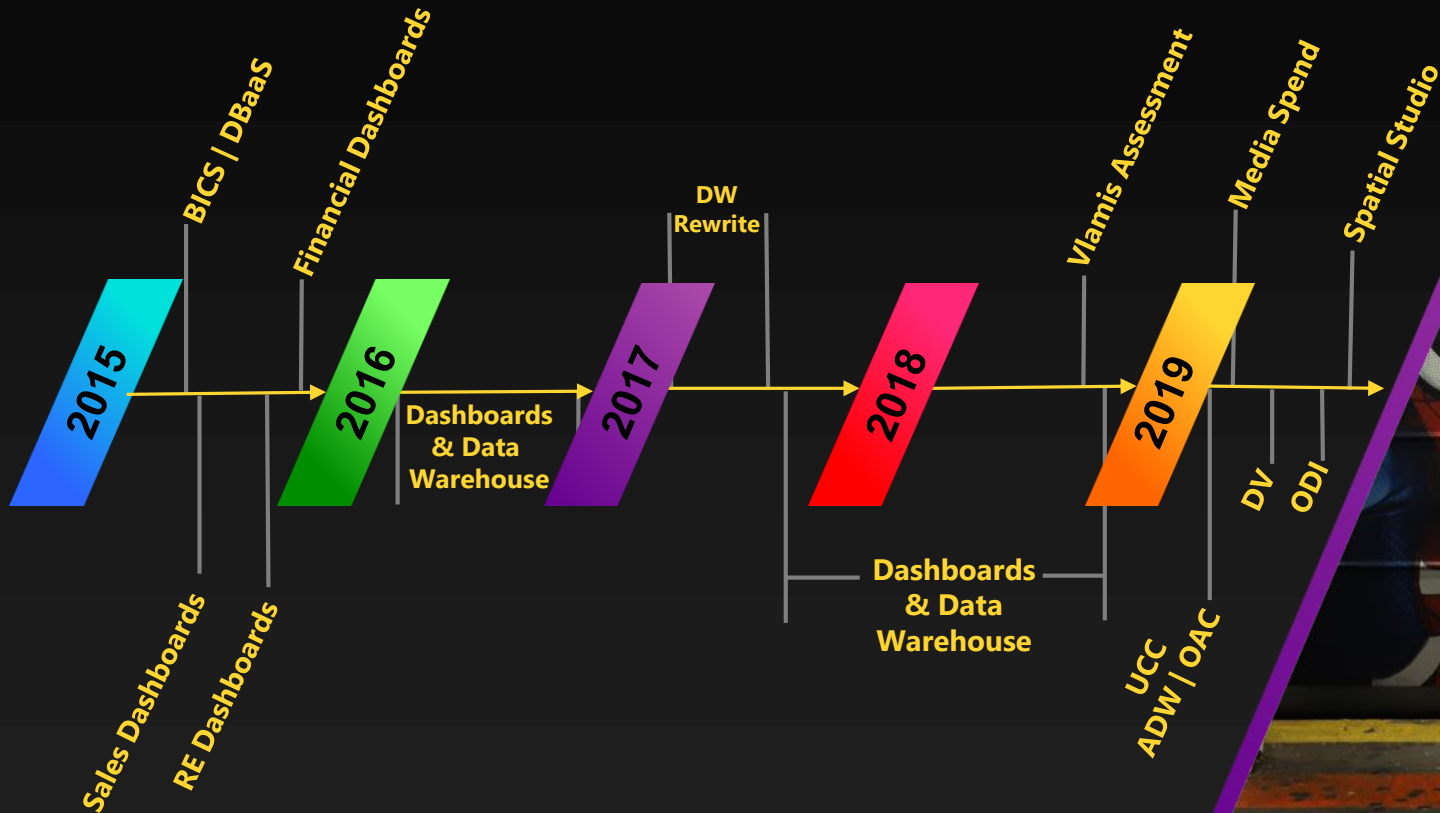 BICS | DBaaS
Financial Dashboards
DW
Rewrite
Vlamis Assessment
Media Spend
Spatial Studio
2015
2016
2017
2018
2019
Dashboards
& Data
Warehouse
DV
ODI
Sales Dashboards
RE Dashboards
Dashboards
& Data
Warehouse
UCC
ADW | OAC